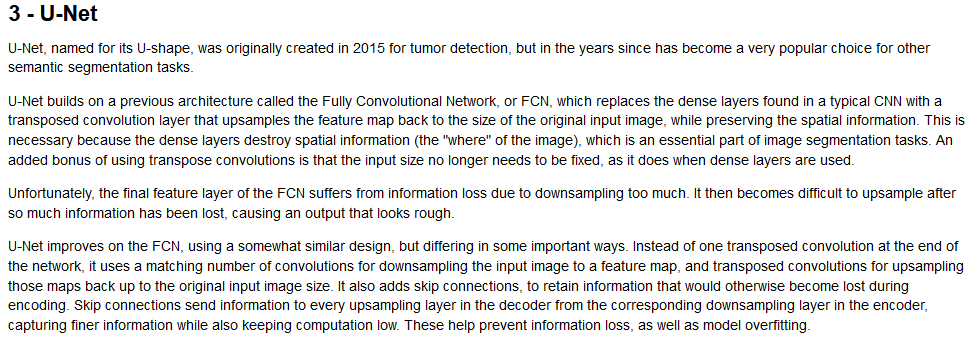 3 - U-Net
U-Net, named for its U-shape, was originally created in 2015 for tumor detection, but in the years since has become a very popular choice for other
semantic segmentation tasks.
U-Net builds on a previous architecture called the Fully Convolutional Network, or FCN, which replaces the dense layers found in a typical CNN with a
transposed convolution layer that upsamples the feature map back to the size of the original input image, while preserving the spatial information. This is
necessary because the dense layers destroy spatial information (the "where" of the image), which is an essential part of image segmentation tasks. An
added bonus of using transpose convolutions is that the input size no longer needs to be fixed, as it does when dense layers are used.
Unfortunately, the final feature layer of the FCN suffers from information loss due to downsampling too much. It then becomes difficult to upsample after
so much information has been lost, causing an output that looks rough.
U-Net improves on the FCN, using a somewhat similar design, but differing in some important ways. Instead of one transposed convolution at the end of
the network, it uses a matching number of convolutions for downsampling the input image to a feature map, and transposed convolutions for upsampling
those maps back up to the original input image size. It also adds skip connections, to retain information that would otherwise become lost during
encoding. Skip connections send information to every upsampling layer in the decoder from the corresponding downsampling layer in the encoder,
capturing finer information while also keeping computation low. These help prevent information loss, as well as model overfitting.